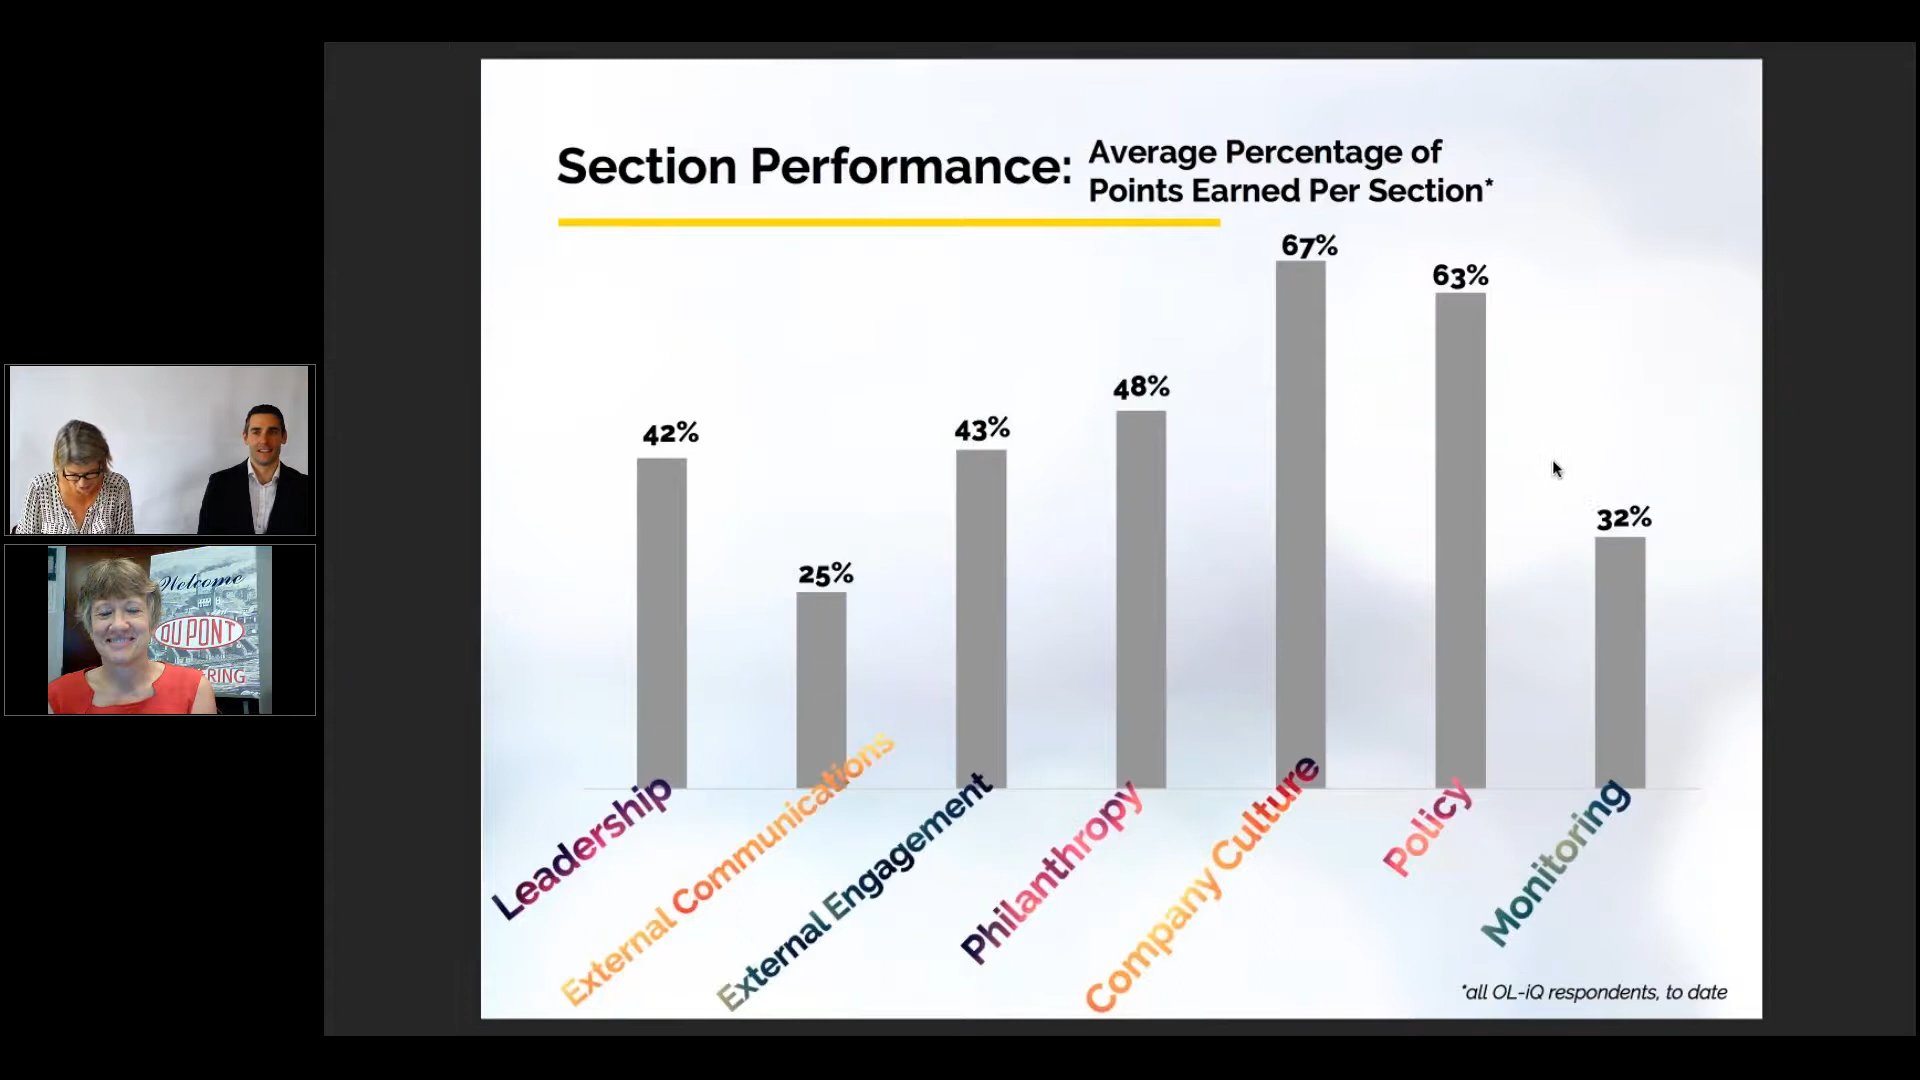 Section Performance:
Average Percentage of
Points Earned Per Section*
67%
63%
48%
42%
43%
32%
25%
Leadership
External Communications
External Engagement
Philanthropy
Company Culture
Policy
Monitoring
*all OL-iQ respondents, to date
Welcome
DU PONT
RING